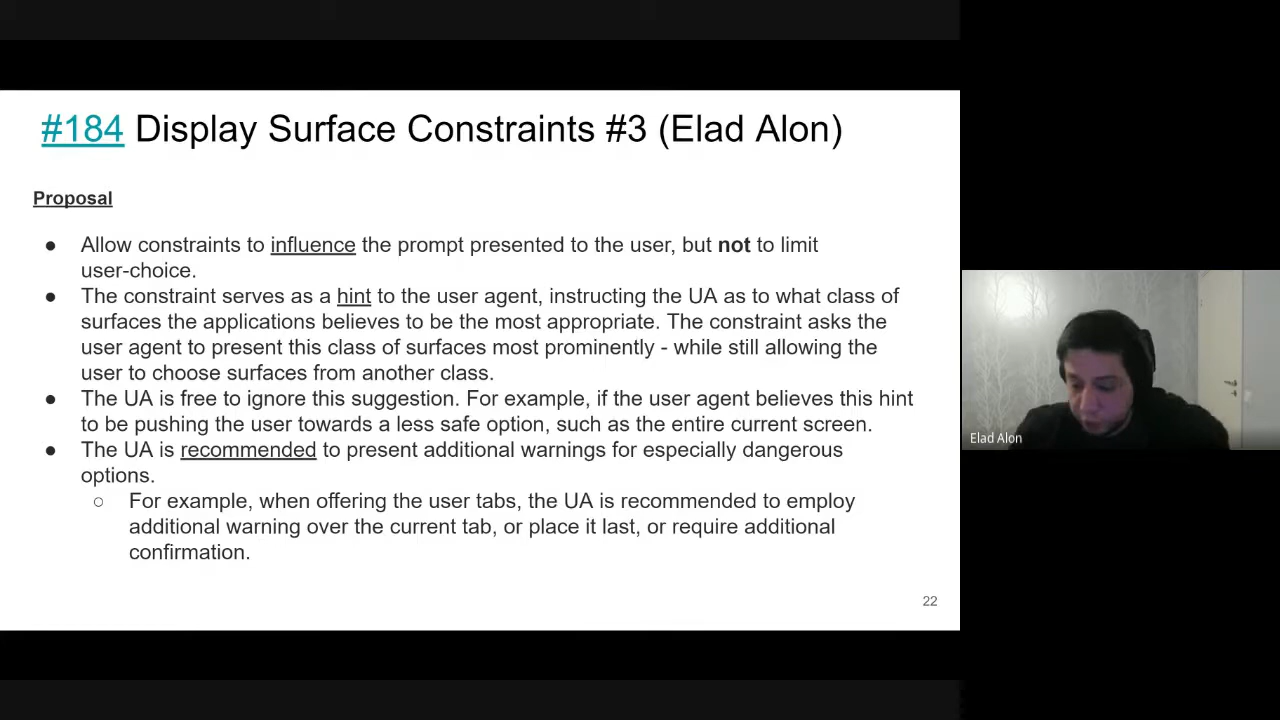 #184 Display Surface Constraints #3 (Elad Alon)
Proposal
● Allow constraints to influence the prompt presented to the user, but not to limit
user-choice.
● The constraint serves as a hint to the user agent, instructing the UA as to what class of
surfaces the applications believes to be the most appropriate. The constraint asks the
user agent to present this class of surfaces most prominently - while still allowing the
user to choose surfaces from another class.
● The UA is free to ignore this suggestion. For example, if the user agent believes this hint
to be pushing the user towards a less safe option, such as the entire current screen.
● The UA is recommended to present additional warnings for especially dangerous
options.
○ For example, when offering the user tabs, the UA is recommended to employ
additional warning over the current tab, or place it last, or require additional
confirmation.
22
Elad Alon